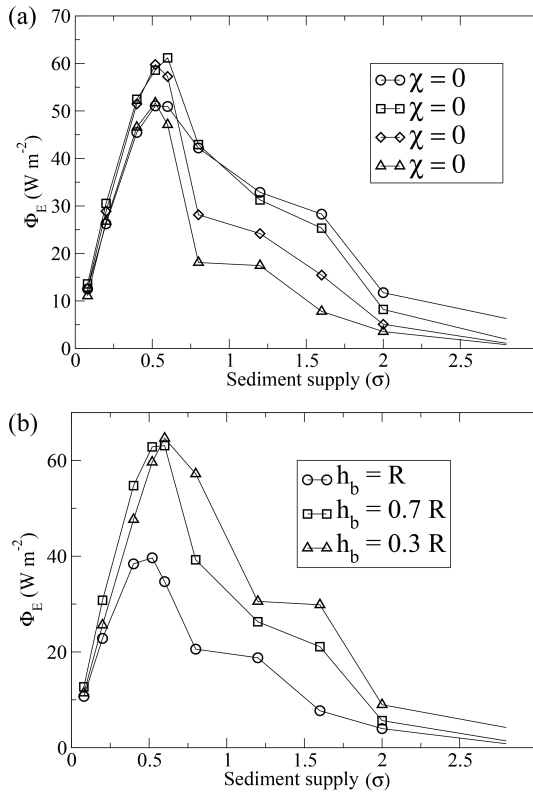 (a)
70
60
50
40
30
20
10
0
Φ_E (W m⁻²)
χ = 0
χ = 0
χ = 0
χ = 0
0 0.5 1 1.5 2 2.5
Sediment supply (σ)
(b)
60
40
20
0
Φ_E (W m⁻²)
h_b = R
h_b = 0.7 R
h_b = 0.3 R
0 0.5 1 1.5 2 2.5
Sediment supply (σ)